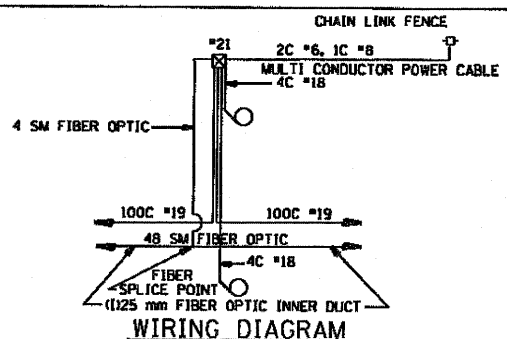 CHAIN LINK FENCE
"21
2C "6, 1C "8
MULTI CONDUCTOR POWER CABLE
4C "18
4 SM FIBER OPTIC
100C "19
100C "19
48 SM FIBER OPTIC
4C "18
FIBER
SPLICE POINT
(1)25 mm FIBER OPTIC INNER DUCT
WIRING DIAGRAM